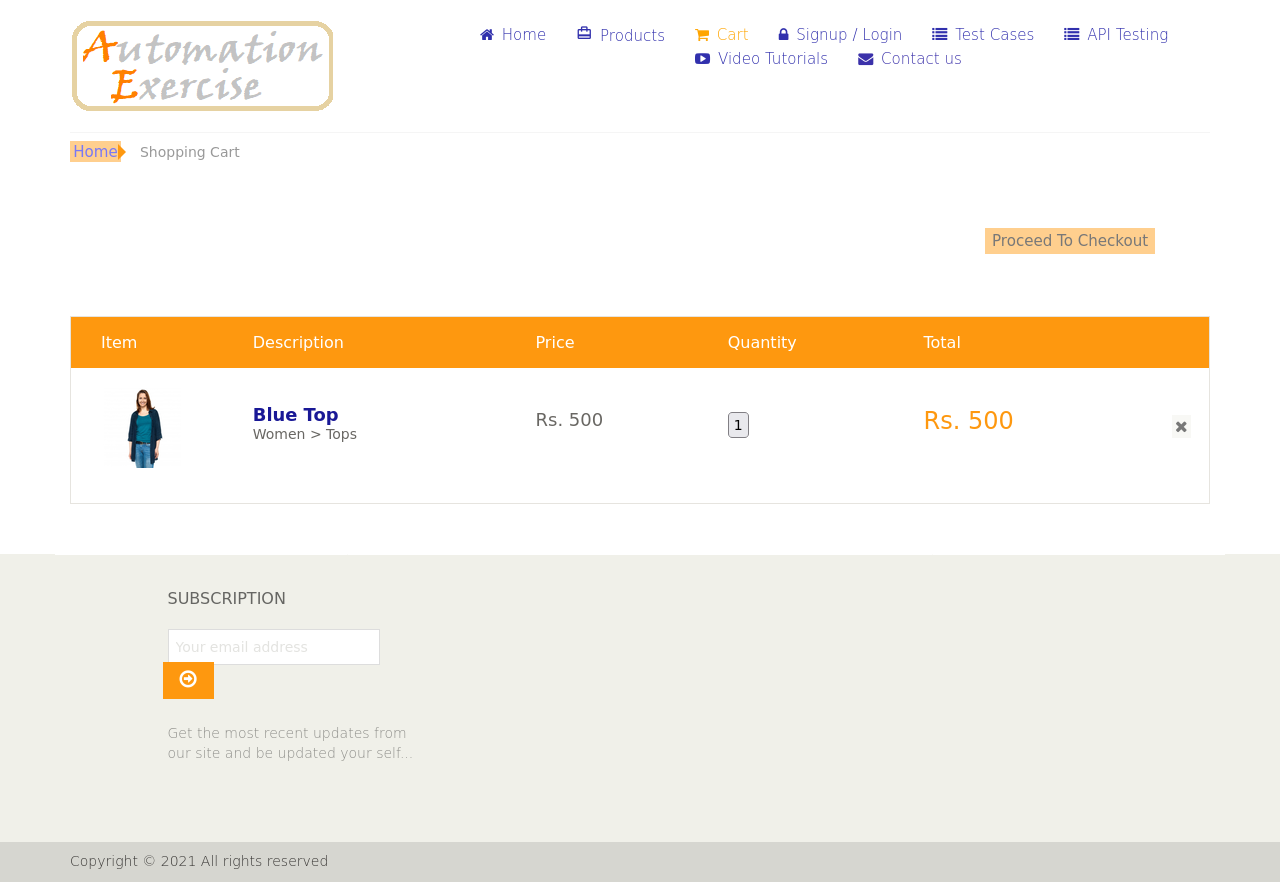 Automation
Exercise
Home Products Cart Signup / Login Test Cases API Testing
Video Tutorials Contact us
Home Shopping Cart
Proceed To Checkout
Item Description Price Quantity Total
Blue Top
Women > Tops
Rs. 500
1
Rs. 500
SUBSCRIPTION
Your email address
Get the most recent updates from
our site and be updated your self...
Copyright © 2021 All rights reserved